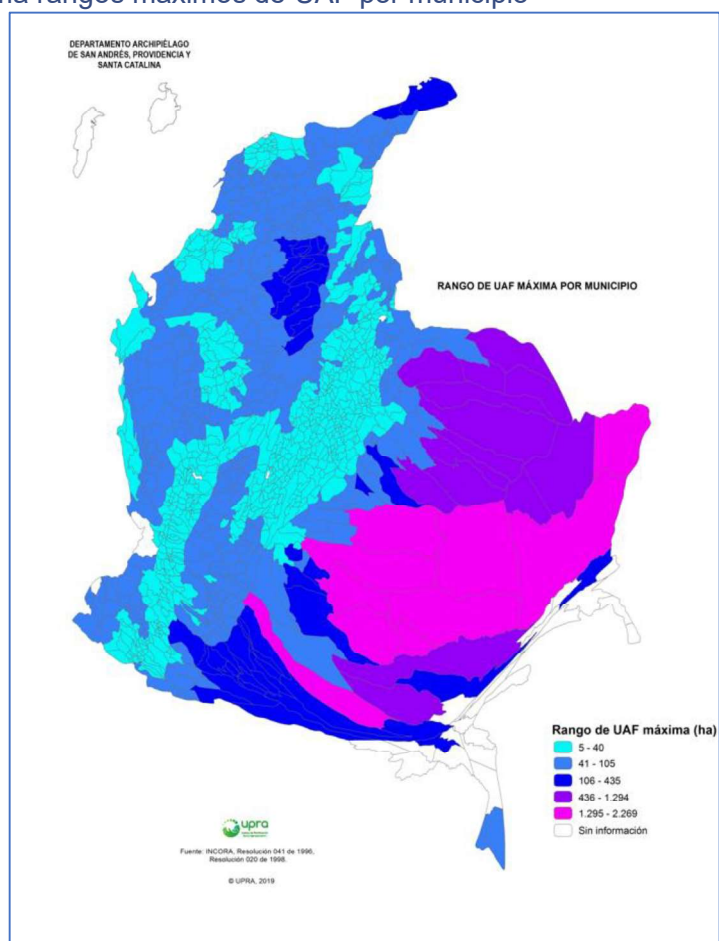 rangos máximos de UAF por municipio
DEPARTAMENTO ARCHIPIÉLAGO
DE SAN ANDRÉS, PROVIDENCIA Y
SANTA CATALINA
RANGO DE UAF MÁXIMA POR MUNICIPIO
Rango de UAF máxima (ha)
5 - 40
41 - 105
106 - 435
436 - 1.294
1.295 - 2.269
Sin información
upra
Fuente: INCORA, Resolución 041 de 1996,
Resolución 020 de 1998.
© UPRA, 2019